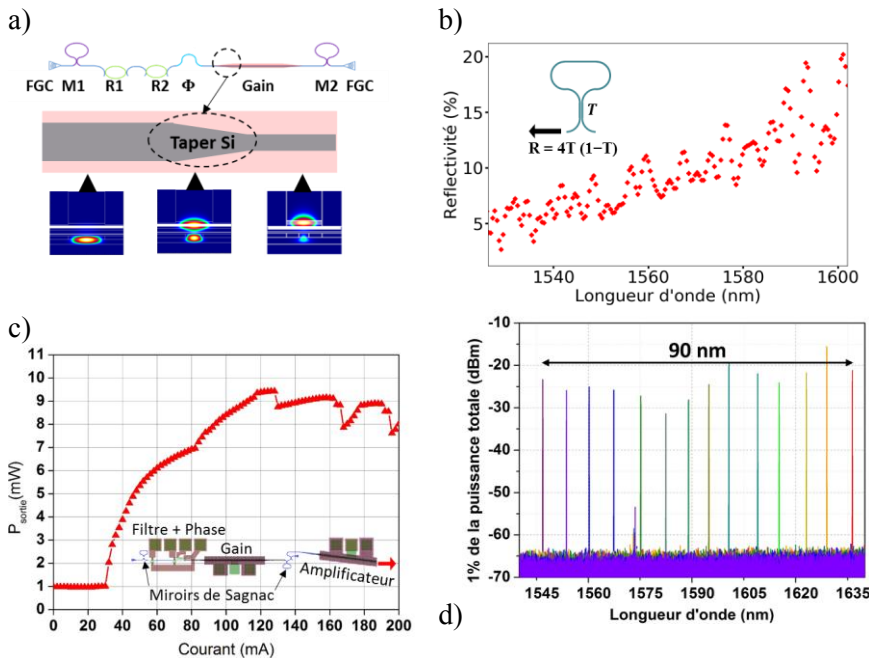 a)
FGC M1 R1 R2 Φ Gain M2 FGC
Taper Si
b)
20
15
10
5
Reflectivité (%)
T
R = 4T (1−T)
1540 1560 1580 1600
Longueur d'onde (nm)
c)
11
10
9
8
7
6
5
4
3
2
1
P sortie (mW)
Filtre + Phase
Gain
Amplificateur
Miroirs de Sagnac
0 20 40 60 80 100 120 140 160 180 200
Courant (mA)
d)
-10
-20
-30
-40
-50
-60
-70
1% de la puissance totale (dBm)
90 nm
1545 1560 1575 1590 1605 1620 1635
Longueur d'onde (nm)